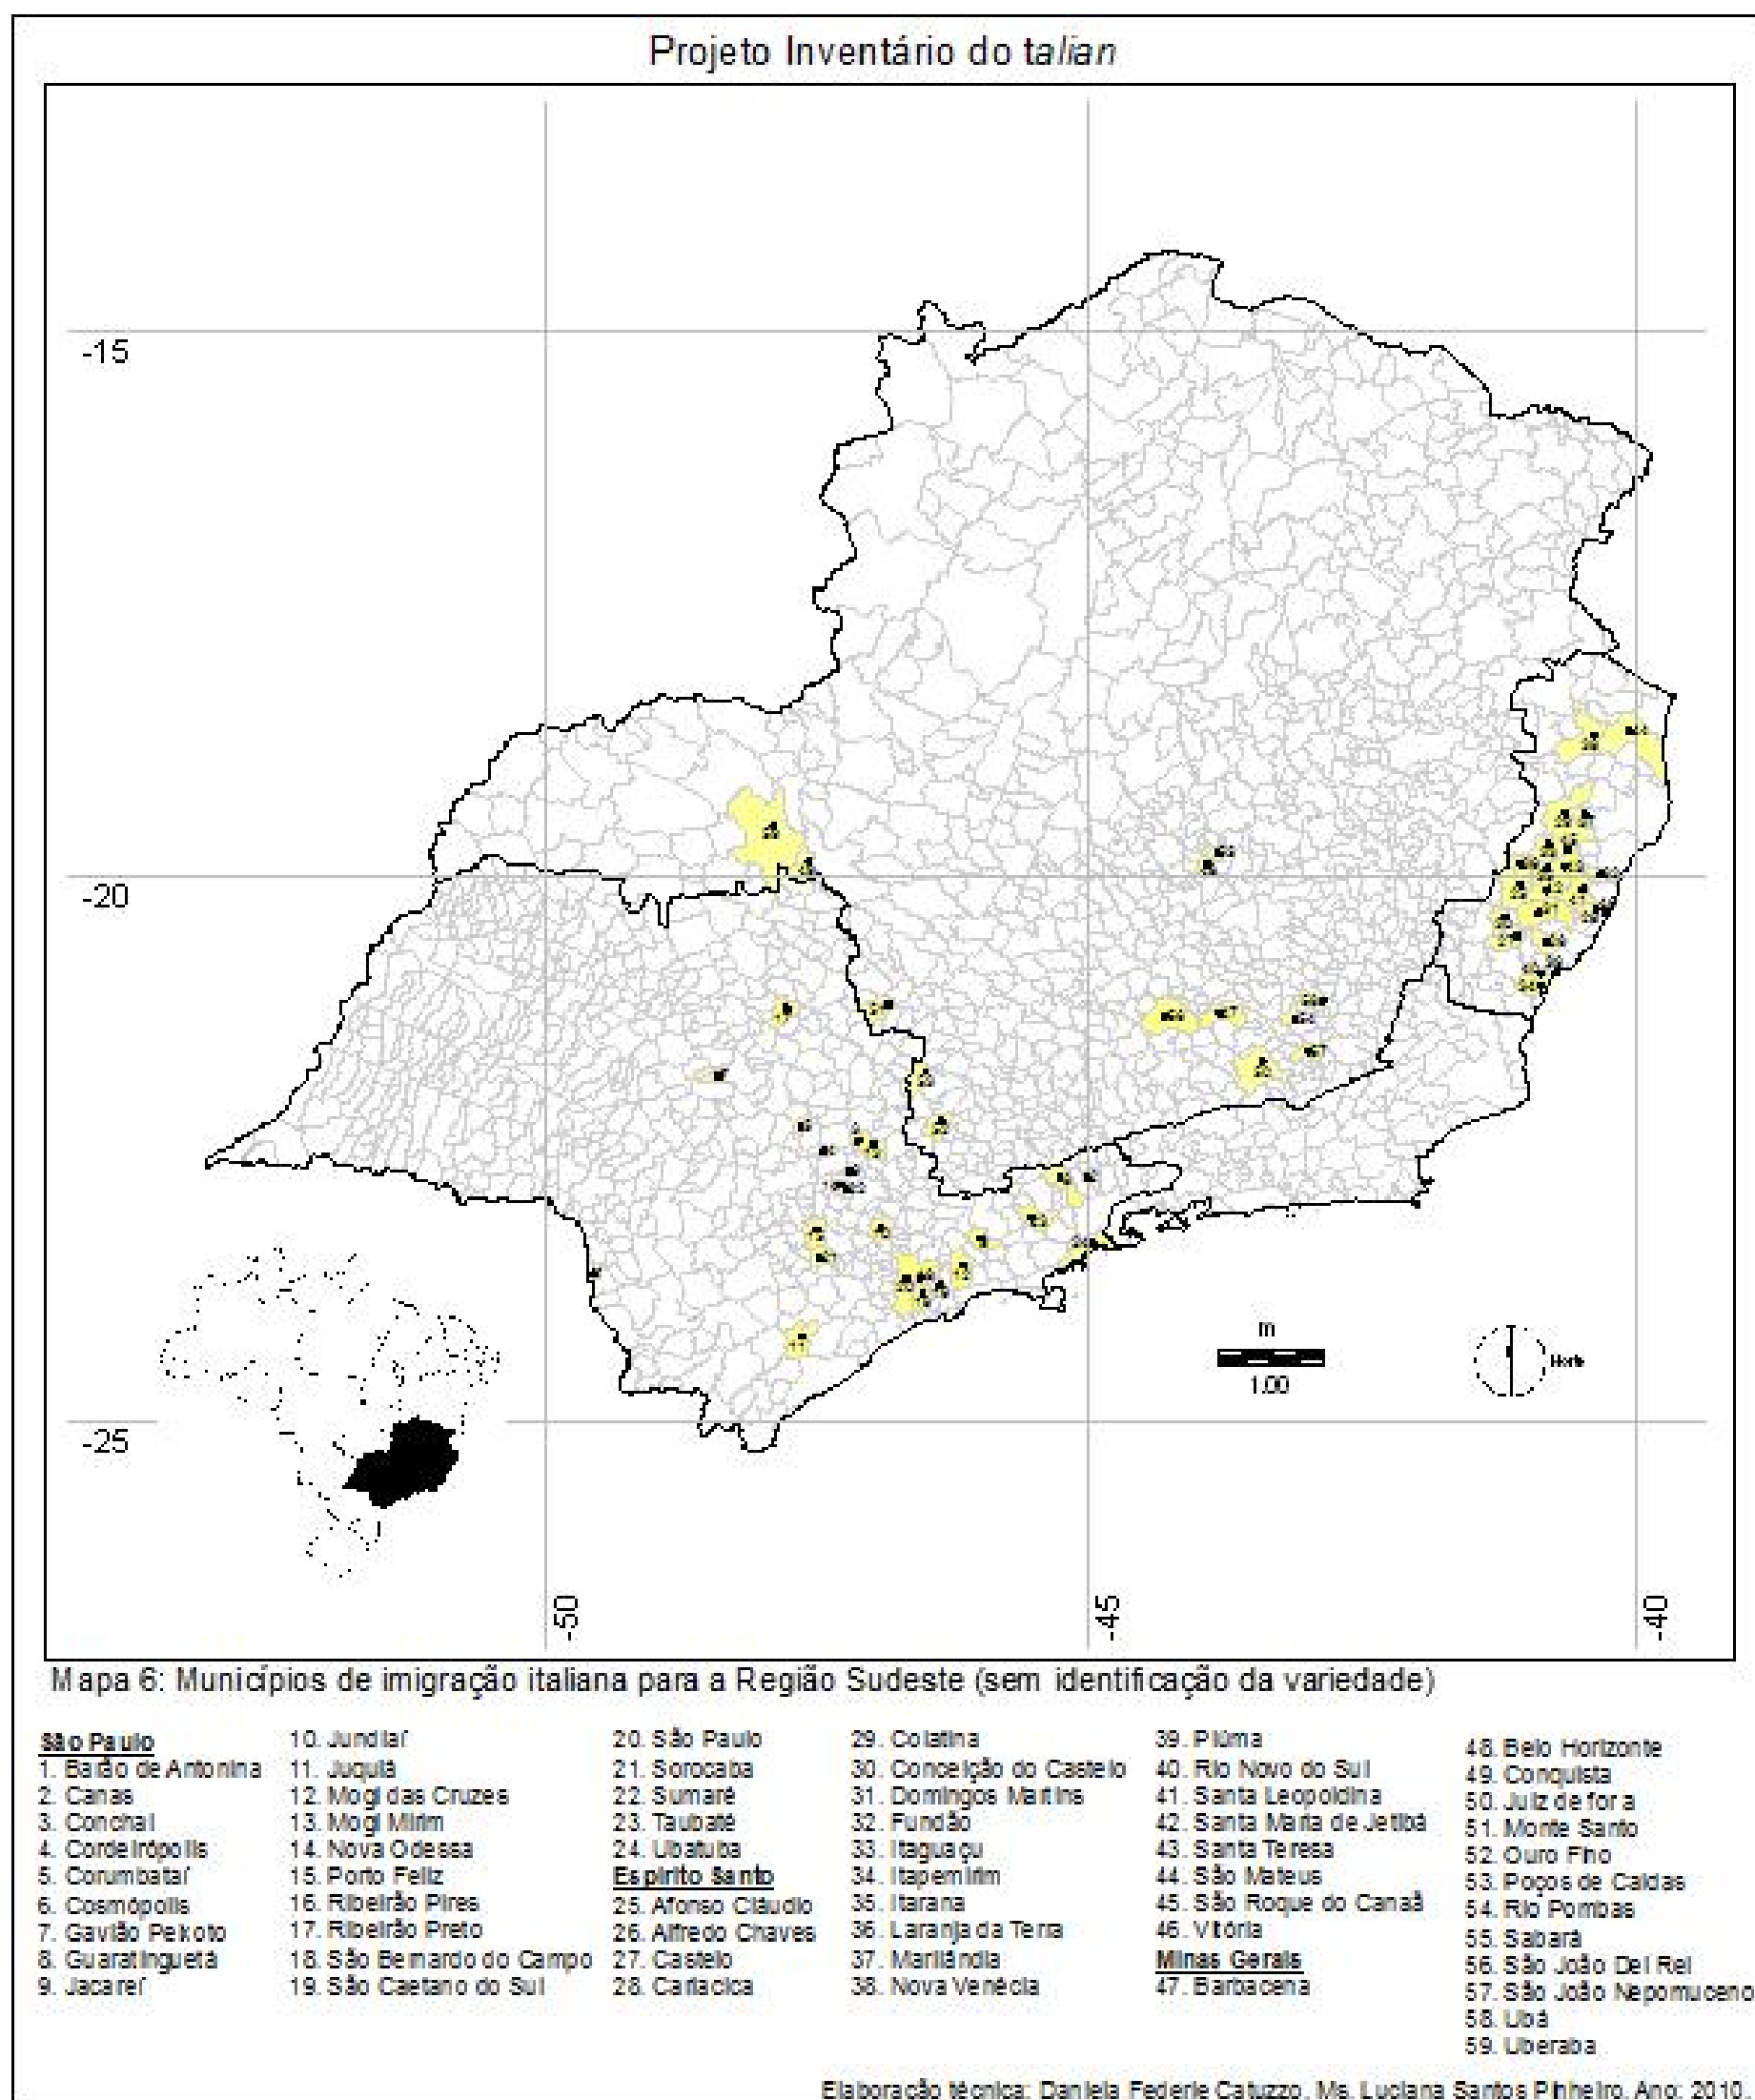 Projeto Inventário do talian
-15
-20
-25
-50
-45
-40
m
1.00
Norte
Mapa 6: Municípios de imigração italiana para a Região Sudeste (sem identificação da variedade)
São Paulo
1. Barão de Antonina
2. Canas
3. Conchal
4. Cordeirópolis
5. Corumbataí
6. Cosmópolis
7. Gavião Peixoto
8. Guaratinguetá
9. Jacareí
10. Jundiaí
11. Juquiá
12. Mogi das Cruzes
13. Mogi Mirim
14. Nova Odessa
15. Porto Feliz
16. Ribeirão Pires
17. Ribeirão Preto
18. São Bernardo do Campo
19. São Caetano do Sul
20. São Paulo
21. Sorocaba
22. Sumaré
23. Taubaté
24. Ubatuba
Espirito Santo
25. Afonso Cláudio
26. Alfredo Chaves
27. Castelo
28. Cariacica
29. Colatina
30. Conceição do Castelo
31. Domingos Martins
32. Fundão
33. Itaguaçu
34. Itapemirim
35. Itarana
36. Laranja da Terra
37. Marilândia
38. Nova Venécia
39. Piúma
40. Rio Novo do Sul
41. Santa Leopoldina
42. Santa Maria de Jetibá
43. Santa Teresa
44. São Mateus
45. São Roque do Canaã
46. Vitória
Minas Gerais
47. Barbacena
48. Belo Horizonte
49. Conquista
50. Juiz de fora
51. Monte Santo
52. Ouro Fino
53. Poços de Caldas
54. Rio Pombas
55. Sabará
56. São João Del Rei
57. São João Nepomuceno
58. Ubá
59. Uberaba
Elaboração técnica: Daniela Federle Catuzzo, Ms. Luciana Santos Pinheiro. Ano: 2010